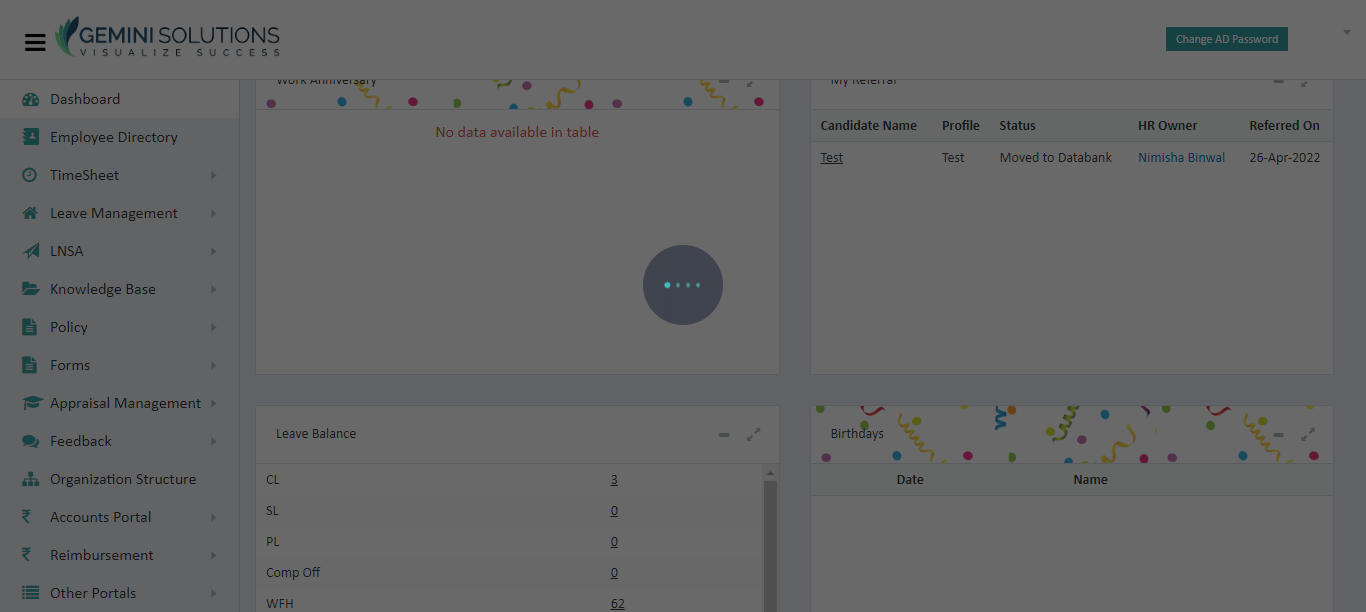 GEMINI SOLUTIONS
VISUALIZE SUCCESS
Change AD Password
Dashboard
Employee Directory
TimeSheet
Leave Management
LNSA
Knowledge Base
Policy
Forms
Appraisal Management
Feedback
Organization Structure
Accounts Portal
Reimbursement
Other Portals
Work Anniversary
No data available in table
My Referral
Candidate Name Profile Status HR Owner Referred On
Test Test Moved to Databank Nimisha Binwal 26-Apr-2022
Leave Balance
CL 3
SL 0
PL 0
Comp Off 0
WFH 62
Birthdays
Date Name